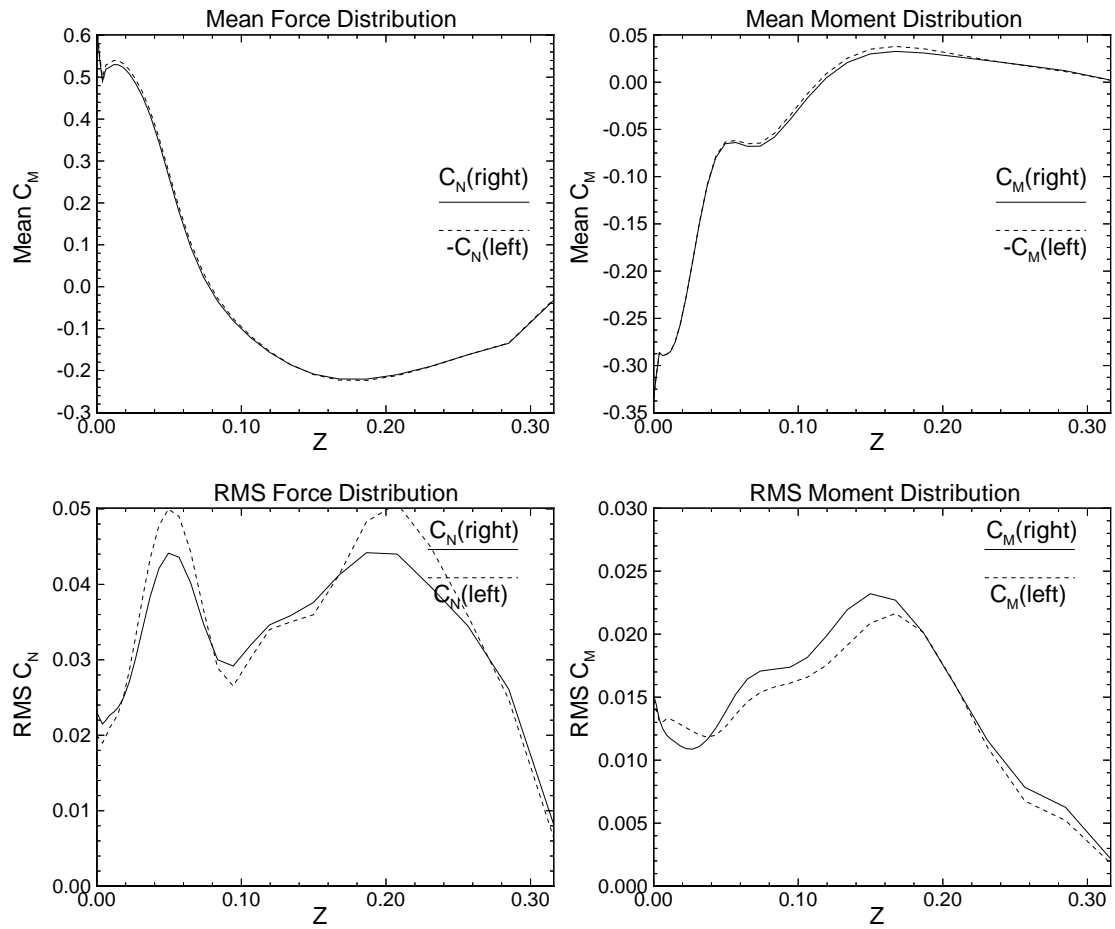 Mean Force Distribution
0.6
0.5
0.4
0.3
0.2
0.1
0.0
-0.1
-0.2
-0.3
Mean C_M
C_N(right)
-C_N(left)
0.00 0.10 0.20 0.30
Z
Mean Moment Distribution
0.05
0.00
-0.05
-0.10
-0.15
-0.20
-0.25
-0.30
-0.35
Mean C_M
C_M(right)
-C_M(left)
0.00 0.10 0.20 0.30
Z
RMS Force Distribution
0.05
0.04
0.03
0.02
0.01
0.00
RMS C_N
C_N(right)
C_N(left)
0.00 0.10 0.20 0.30
Z
RMS Moment Distribution
0.030
0.025
0.020
0.015
0.010
0.005
0.000
RMS C_M
C_M(right)
C_M(left)
0.00 0.10 0.20 0.30
Z